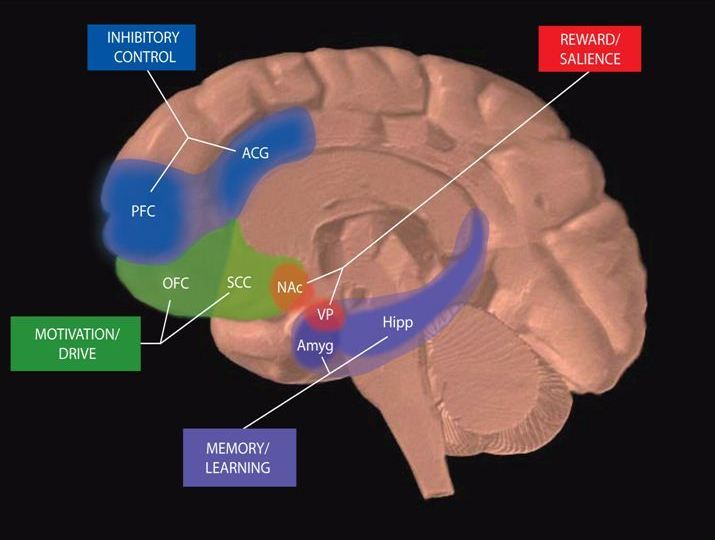 INHIBITORY
CONTROL
REWARD/
SALIENCE
ACG
PFC
OFC
SCC
NAc
VP
Hipp
Amyg
MOTIVATION/
DRIVE
MEMORY/
LEARNING